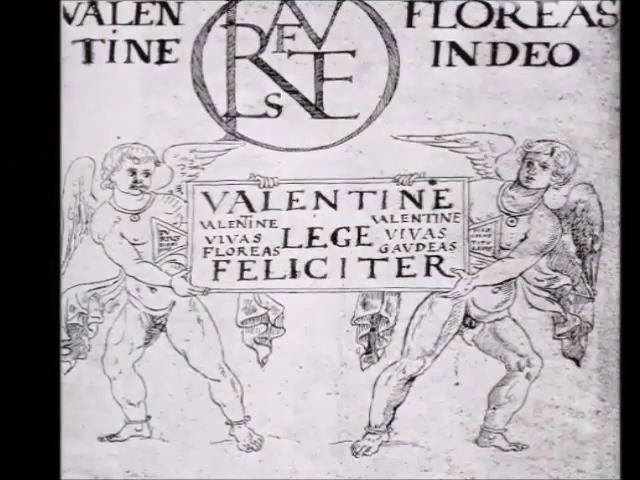 VALEN
TINE
FLOREAS
INDEO
VALENTINE
VALENTINE
VIVAS
FLOREAS
LEGE
VALENTINE
VIVAS
GAVDEAS
FELICITER